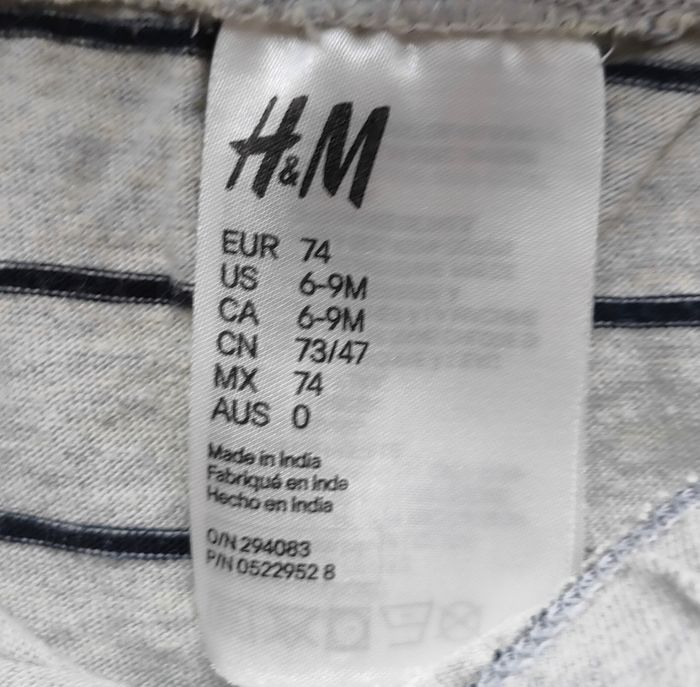 H&M
EUR 74
US 6-9M
CA 6-9M
CN 73/47
MX 74
AUS 0
Made in India
Fabriqué en Inde
Hecho en India
O/N 294083
P/N 0522952 8